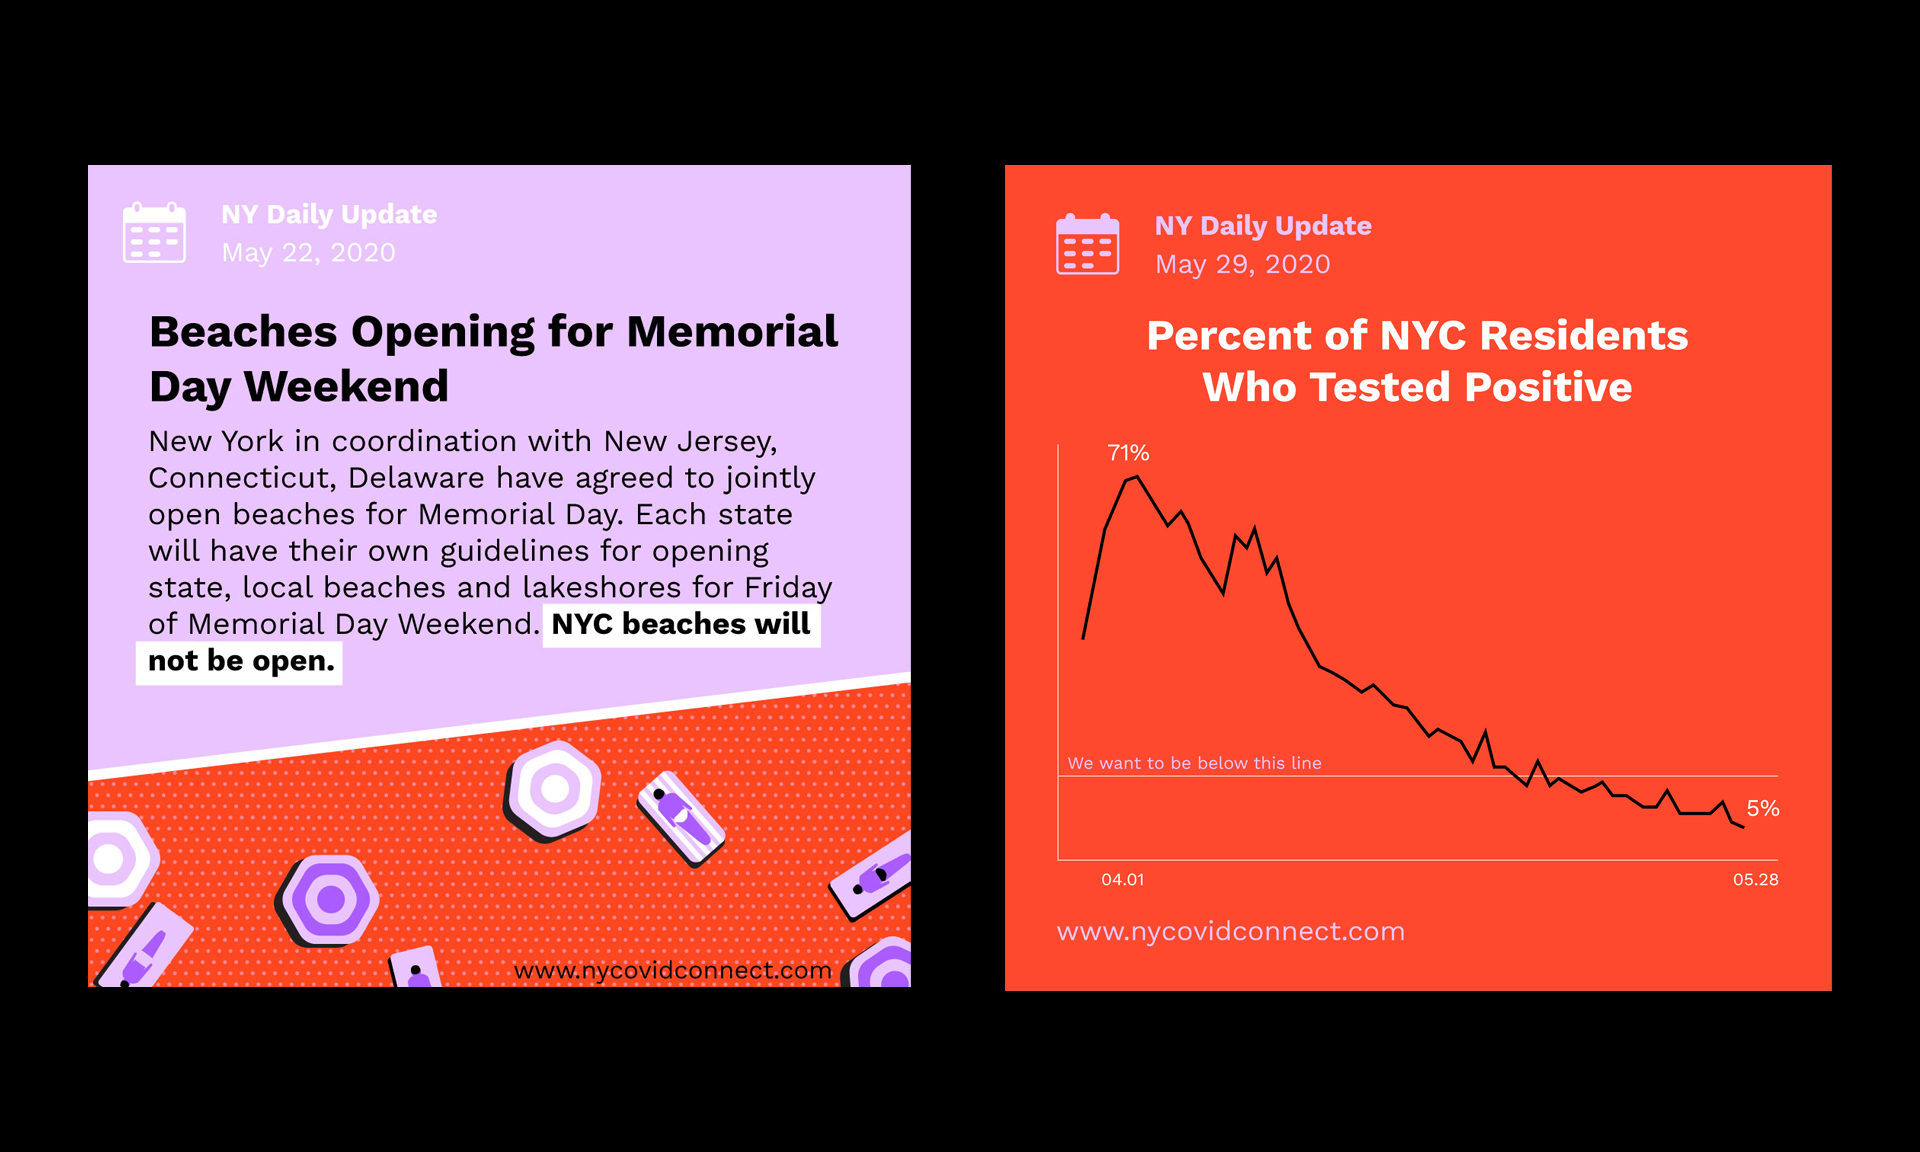 NY Daily Update
May 22, 2020
Beaches Opening for Memorial
Day Weekend
New York in coordination with New Jersey,
Connecticut, Delaware have agreed to jointly
open beaches for Memorial Day. Each state
will have their own guidelines for opening
state, local beaches and lakeshores for Friday
of Memorial Day Weekend. NYC beaches will
not be open.
www.nycovidconnect.com
NY Daily Update
May 29, 2020
Percent of NYC Residents
Who Tested Positive
71%
We want to be below this line
5%
04.01
05.28
www.nycovidconnect.com